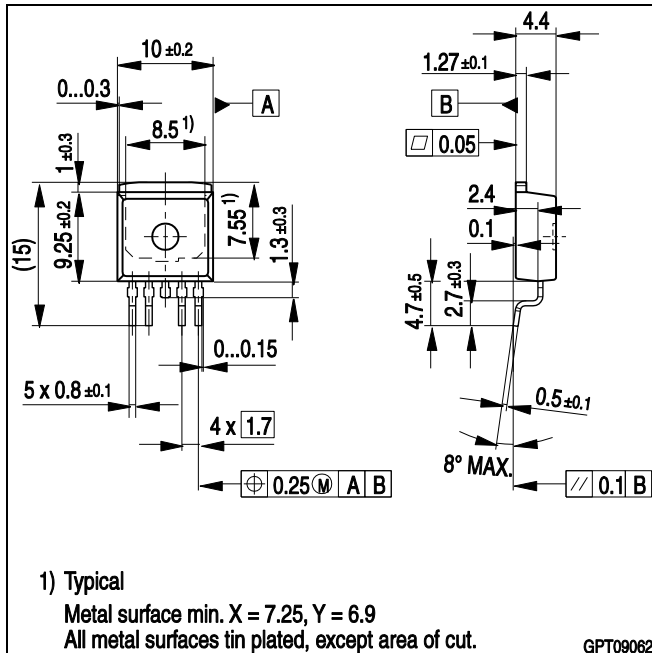 4.4
10 ±0.2
1.27 ±0.1
0...0.3
A
B
8.5 1)
0.05
1 ±0.3
2.4
7.55 1)
1.3 ±0.3
(15)
9.25 ±0.2
0.1
4.7 ±0.5
2.7 ±0.3
0...0.15
5 x 0.8 ±0.1
0.5 ±0.1
4 x 1.7
8° MAX.
⌖ 0.25 Ⓜ A B
// 0.1 B
1) Typical
Metal surface min. X = 7.25, Y = 6.9
All metal surfaces tin plated, except area of cut.
GPT09062